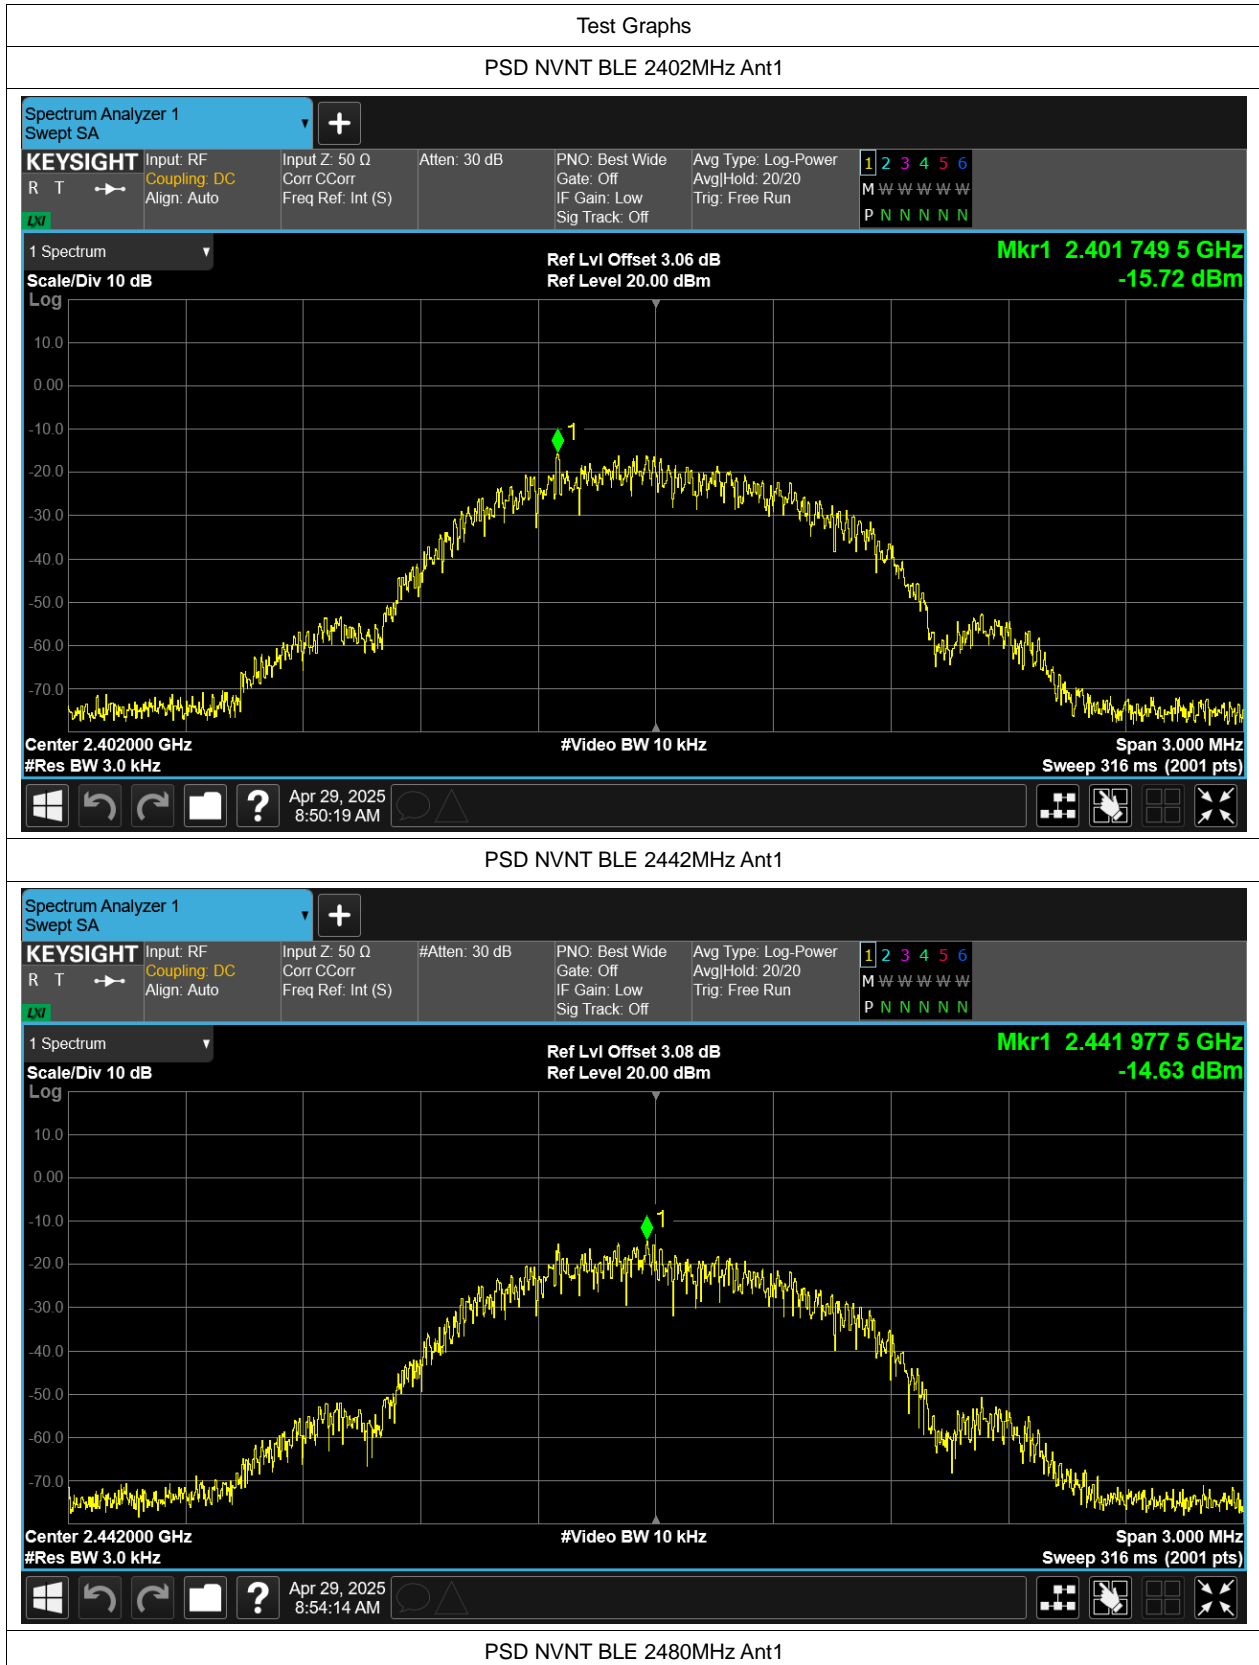 Test Graphs
PSD NVNT BLE 2402MHz Ant1
Spectrum Analyzer 1
Swept SA
KEYSIGHT
R T
LXI
Input: RF
Coupling: DC
Align: Auto
Input Z: 50 Ω
Corr CCorr
Freq Ref: Int (S)
Atten: 30 dB
PNO: Best Wide
Gate: Off
IF Gain: Low
Sig Track: Off
Avg Type: Log-Power
Avg|Hold: 20/20
Trig: Free Run
1 2 3 4 5 6
M W W W W W
P N N N N N
1 Spectrum
Scale/Div 10 dB
Ref Lvl Offset 3.06 dB
Ref Level 20.00 dBm
Mkr1 2.401 749 5 GHz
-15.72 dBm
Log
10.0
0.00
-10.0
-20.0
-30.0
-40.0
-50.0
-60.0
-70.0
1
Center 2.402000 GHz
#Res BW 3.0 kHz
#Video BW 10 kHz
Span 3.000 MHz
Sweep 316 ms (2001 pts)
?
Apr 29, 2025
8:50:19 AM
PSD NVNT BLE 2442MHz Ant1
Spectrum Analyzer 1
Swept SA
KEYSIGHT
R T
LXI
Input: RF
Coupling: DC
Align: Auto
Input Z: 50 Ω
Corr CCorr
Freq Ref: Int (S)
#Atten: 30 dB
PNO: Best Wide
Gate: Off
IF Gain: Low
Sig Track: Off
Avg Type: Log-Power
Avg|Hold: 20/20
Trig: Free Run
1 2 3 4 5 6
M W W W W W
P N N N N N
1 Spectrum
Scale/Div 10 dB
Ref Lvl Offset 3.08 dB
Ref Level 20.00 dBm
Mkr1 2.441 977 5 GHz
-14.63 dBm
Log
10.0
0.00
-10.0
-20.0
-30.0
-40.0
-50.0
-60.0
-70.0
1
Center 2.442000 GHz
#Res BW 3.0 kHz
#Video BW 10 kHz
Span 3.000 MHz
Sweep 316 ms (2001 pts)
?
Apr 29, 2025
8:54:14 AM
PSD NVNT BLE 2480MHz Ant1